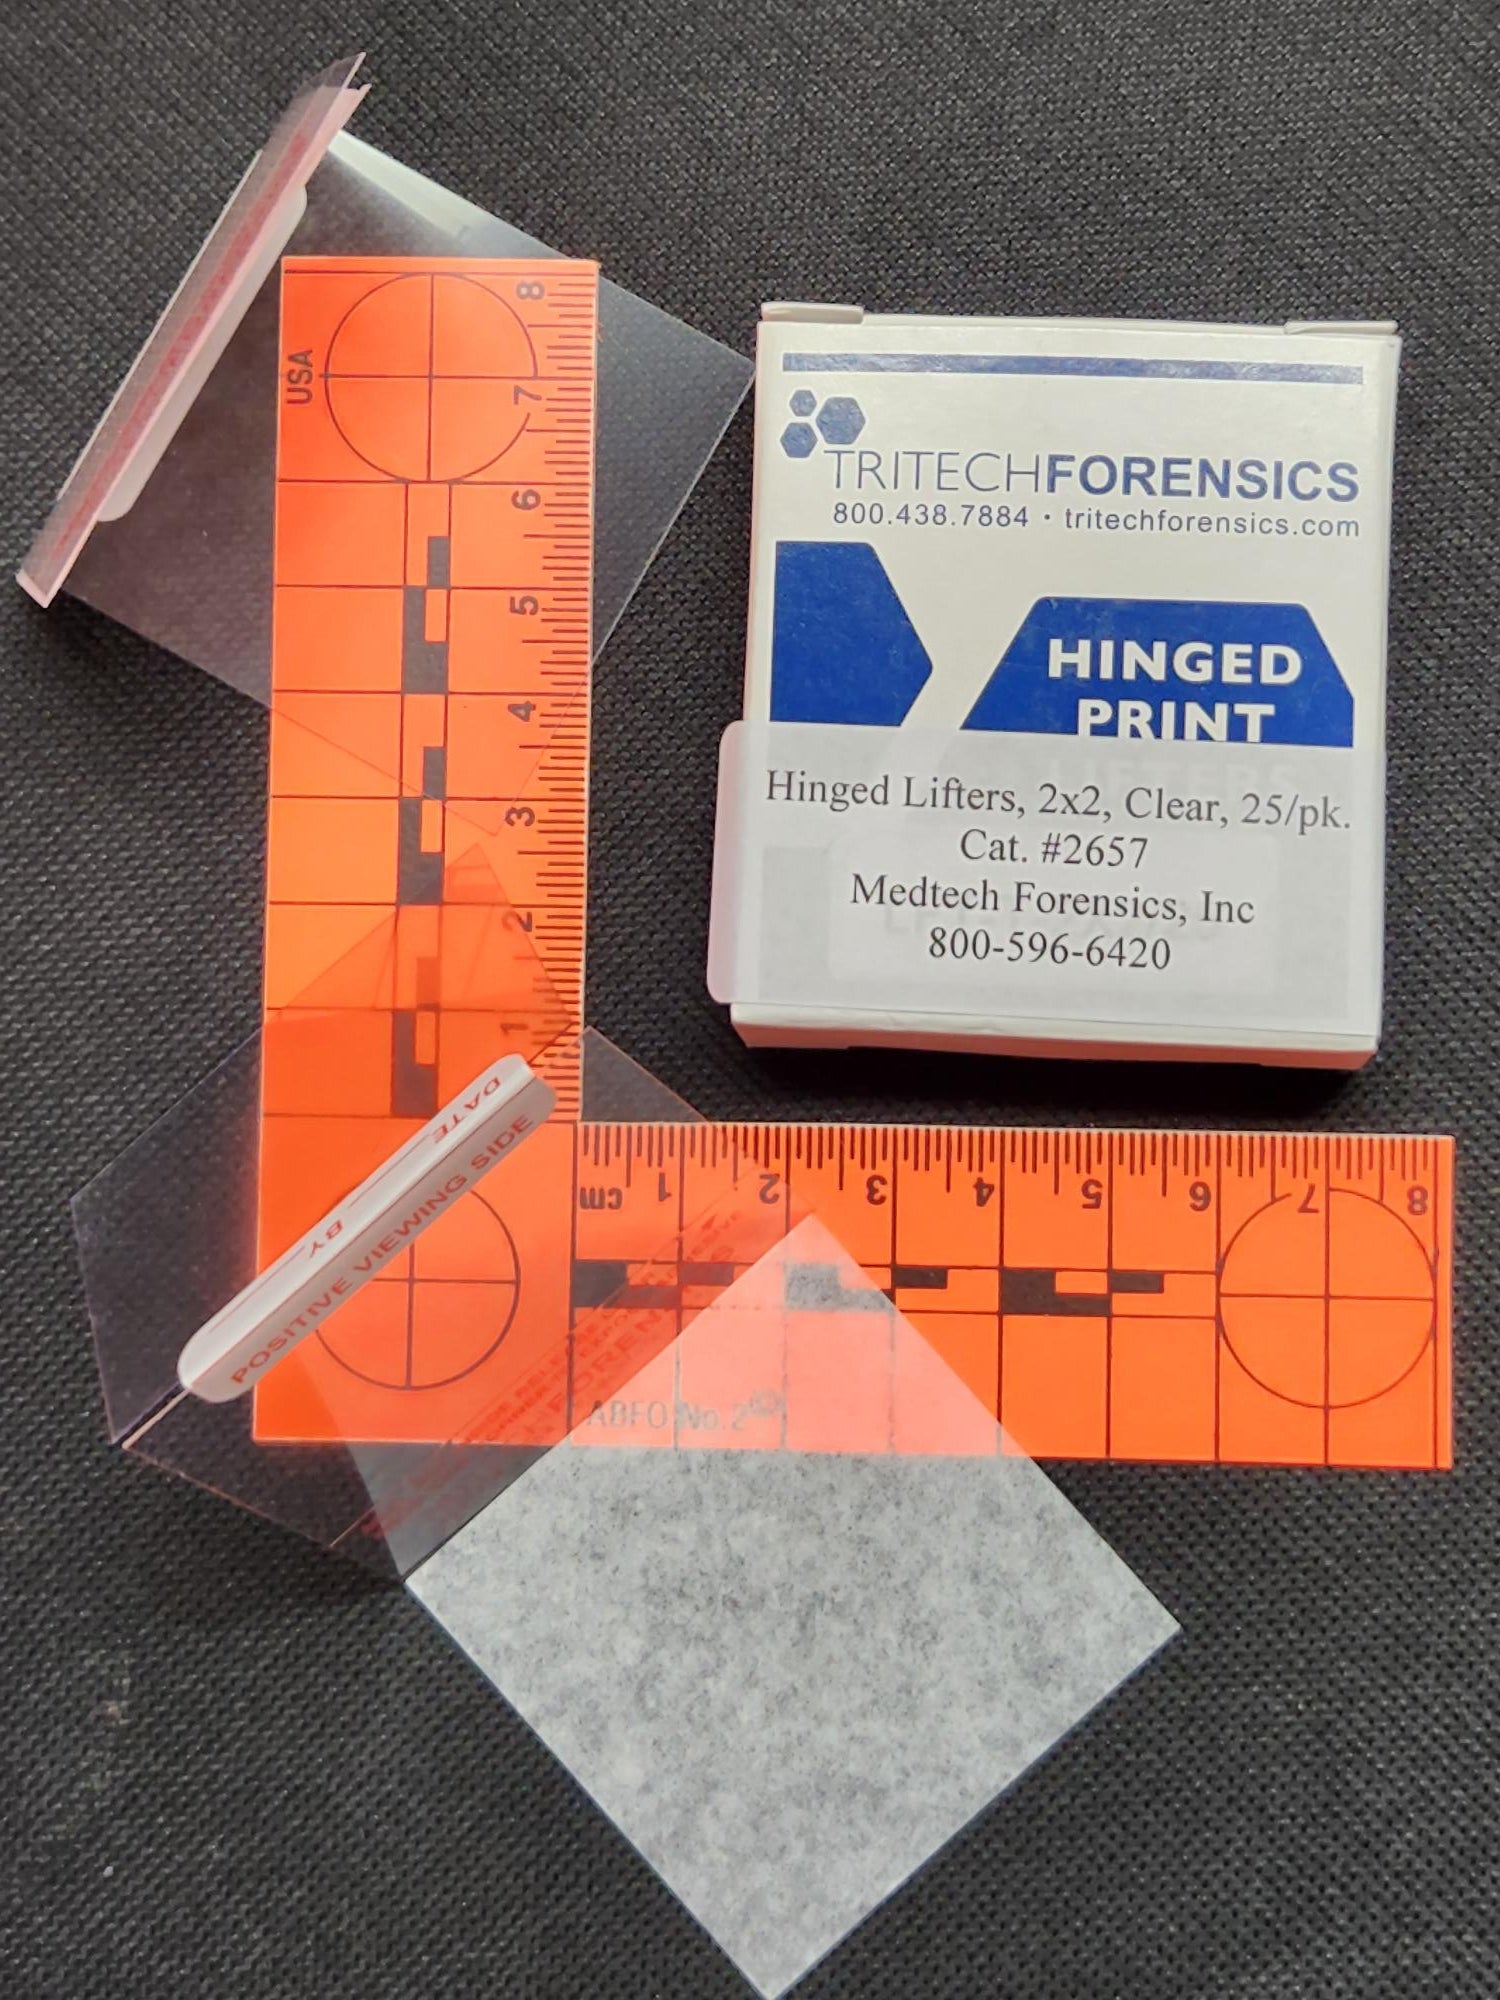 TRITECHFORENSICS
800.438.7884 · tritechforensics.com
HINGED
PRINT
Hinged Lifters, 2x2, Clear, 25/pk.
Cat. #2657
Medtech Forensics, Inc
800-596-6420
USA
8
7
6
5
4
3
2
1
cm 1 2 3 4 5 6 7 8
ABFO No. 2
DATE
BY
POSITIVE VIEWING SIDE